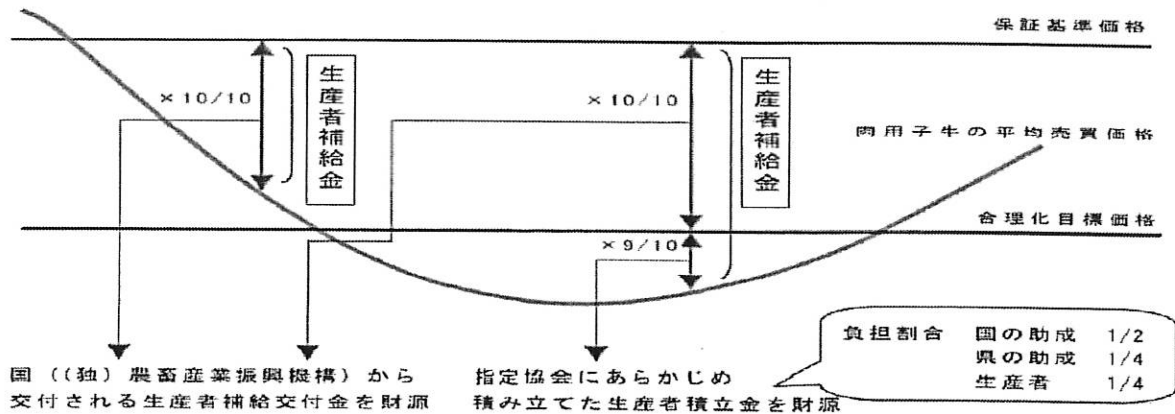 保証基準価格
生産者補給金
×10/10
×10/10
生産者補給金
肉用子牛の平均売買価格
合理化目標価格
×9/10
負担割合 国の助成 1/2
県の助成 1/4
生産者 1/4
国((独)農畜産業振興機構)から
交付される生産者補給交付金を財源
指定協会にあらかじめ
積み立てた生産者積立金を財源